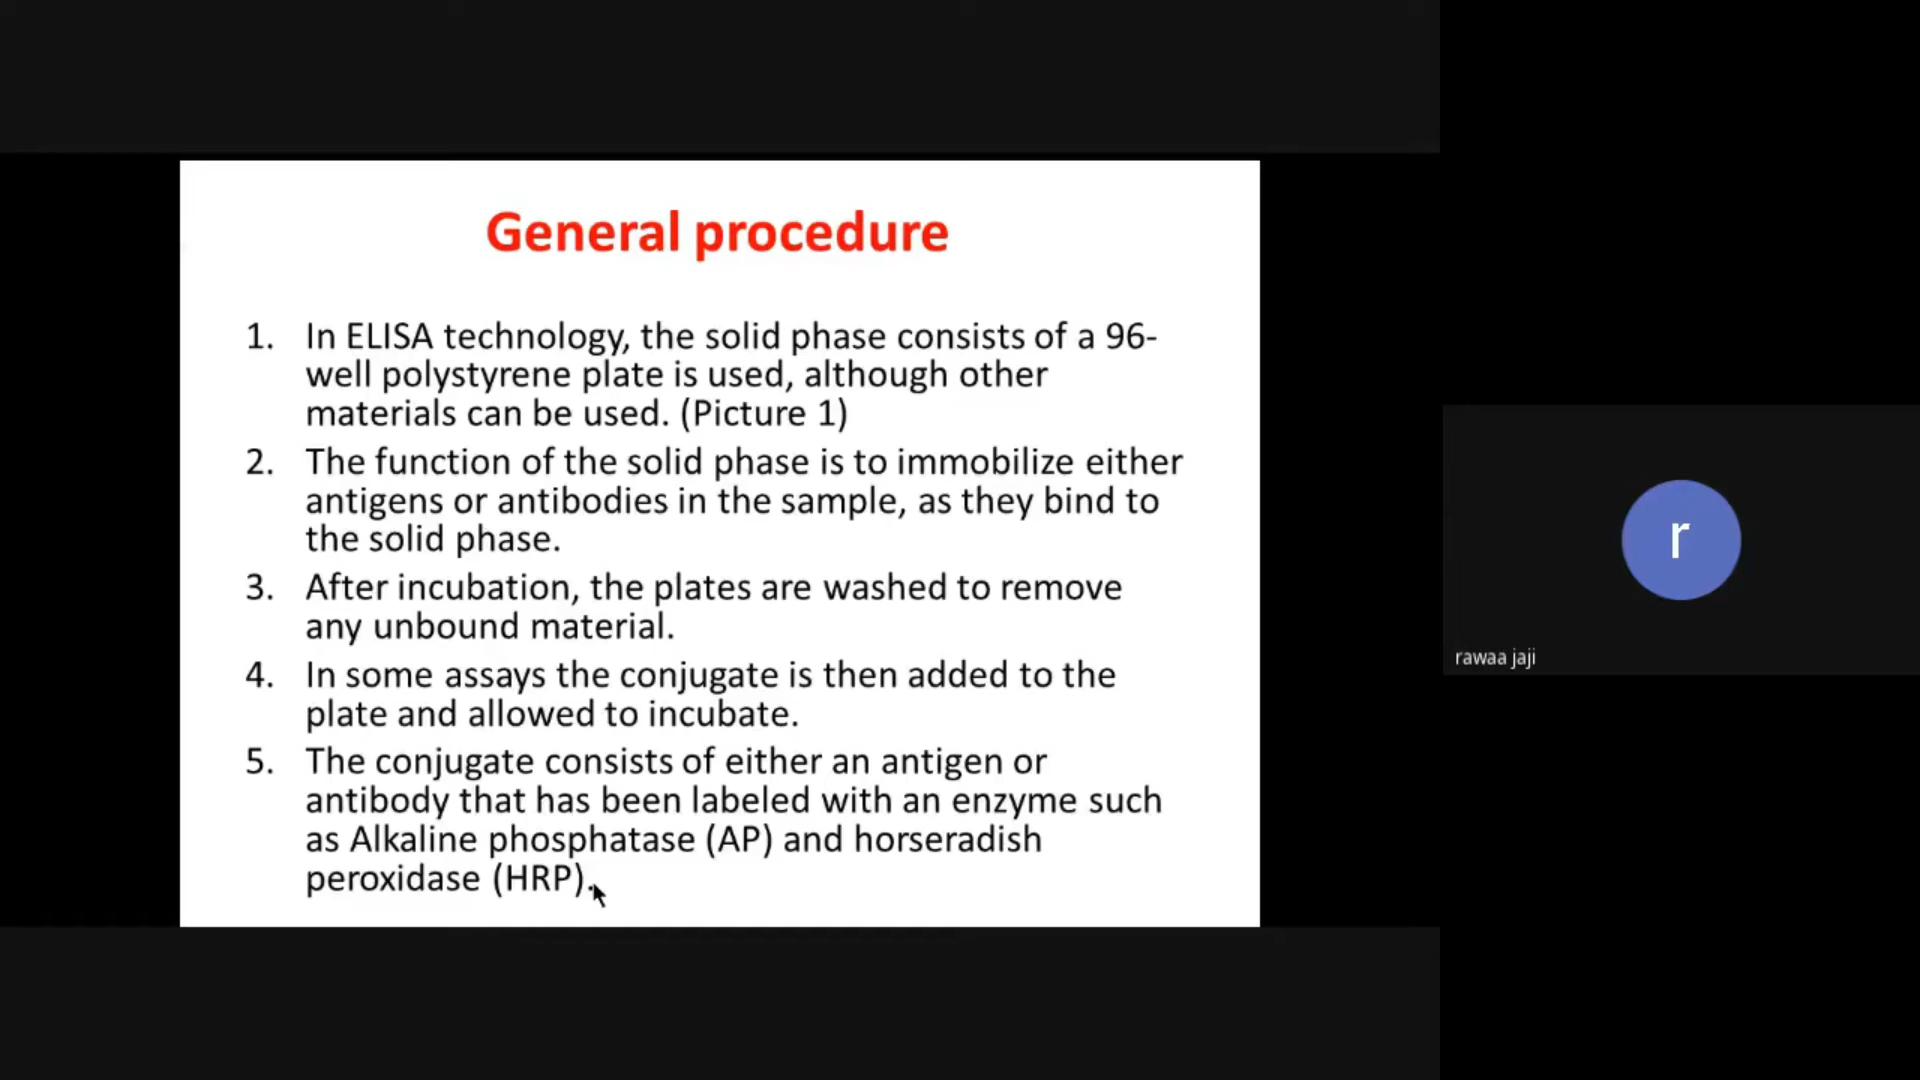 General procedure
1. In ELISA technology, the solid phase consists of a 96-
well polystyrene plate is used, although other
materials can be used. (Picture 1)
2. The function of the solid phase is to immobilize either
antigens or antibodies in the sample, as they bind to
the solid phase.
3. After incubation, the plates are washed to remove
any unbound material.
4. In some assays the conjugate is then added to the
plate and allowed to incubate.
5. The conjugate consists of either an antigen or
antibody that has been labeled with an enzyme such
as Alkaline phosphatase (AP) and horseradish
peroxidase (HRP).
r
rawaa jaji